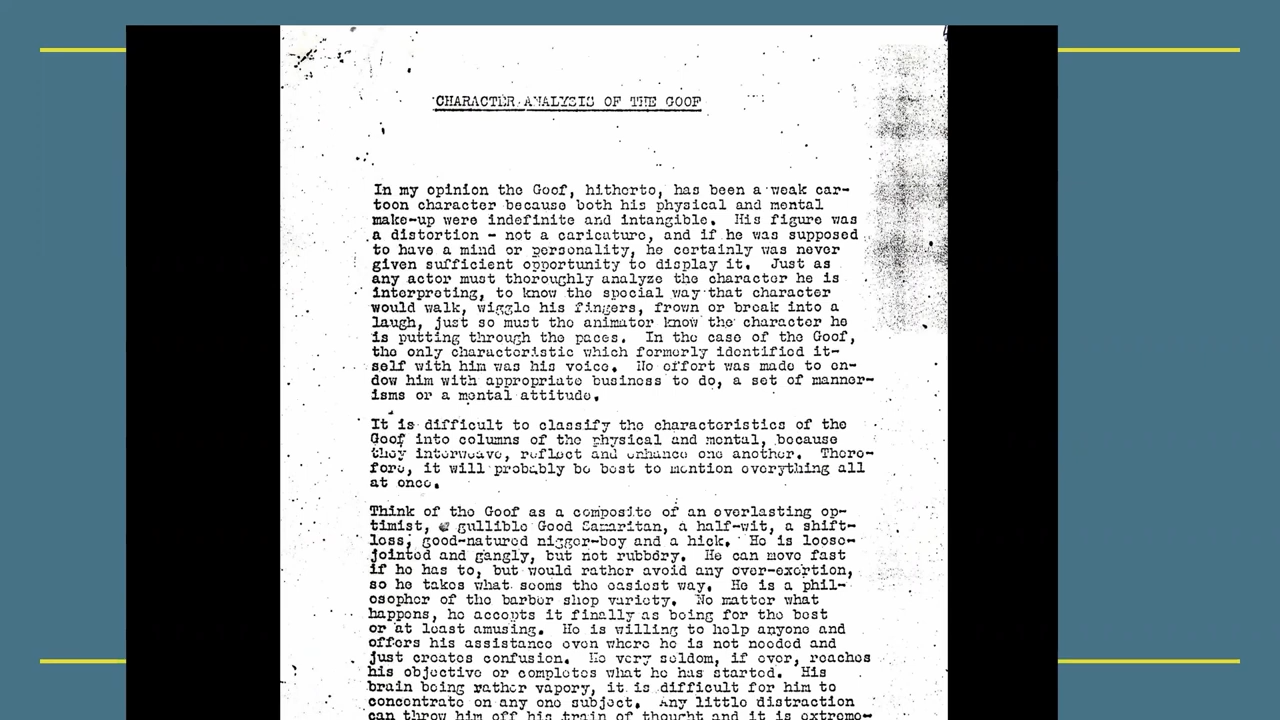 CHARACTER ANALYSIS OF THE GOOF
In my opinion the Goof, hitherto, has been a weak car-
toon character because both his physical and mental
make-up were indefinite and intangible. His figure was
a distortion - not a caricature, and if he was supposed
to have a mind or personality, he certainly was never
given sufficient opportunity to display it. Just as
any actor must thoroughly analyze the character he is
interpreting, to know the special way that character
would walk, wiggle his fingers, frown or break into a
laugh, just so must the animator know the character he
is putting through the paces. In the case of the Goof,
the only characteristic which formerly identified it-
self with him was his voice. No effort was made to en-
dow him with appropriate business to do, a set of manner-
isms or a mental attitude.
It is difficult to classify the characteristics of the
Goof into columns of the physical and mental, because
they interweave, reflect and enhance one another. There-
fore, it will probably be best to mention everything all
at once.
Think of the Goof as a composite of an everlasting op-
timist, a gullible Good Samaritan, a half-wit, a shift-
less, good-natured nigger-boy and a hick. He is loose-
jointed and gangly, but not rubbery. He can move fast
if he has to, but would rather avoid any over-exertion,
so he takes what seems the easiest way. He is a phil-
osopher of the barber shop variety. No matter what
happens, he accepts it finally as being for the best
or at least amusing. He is willing to help anyone and
offers his assistance even where he is not needed and
just creates confusion. He very seldom, if ever, reaches
his objective or completes what he has started. His
brain being rather vapory, it is difficult for him to
concentrate on any one subject. Any little distraction
can throw him off his train of thought and it is extreme-